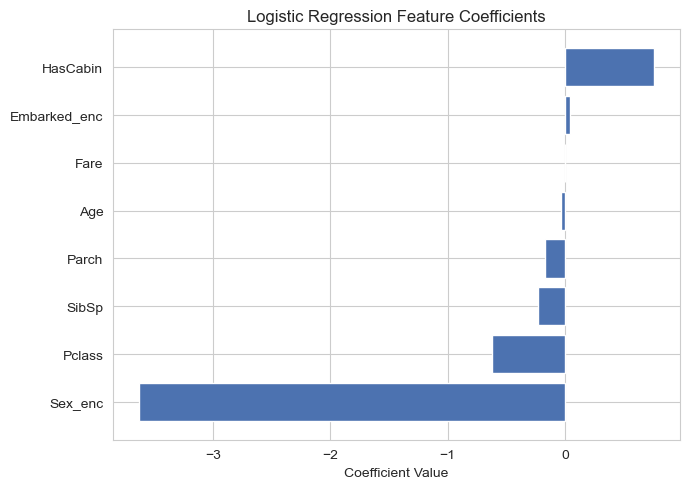 Logistic Regression Feature Coefficients
HasCabin
Embarked_enc
Fare
Age
Parch
SibSp
Pclass
Sex_enc
−3 −2 −1 0
Coefficient Value